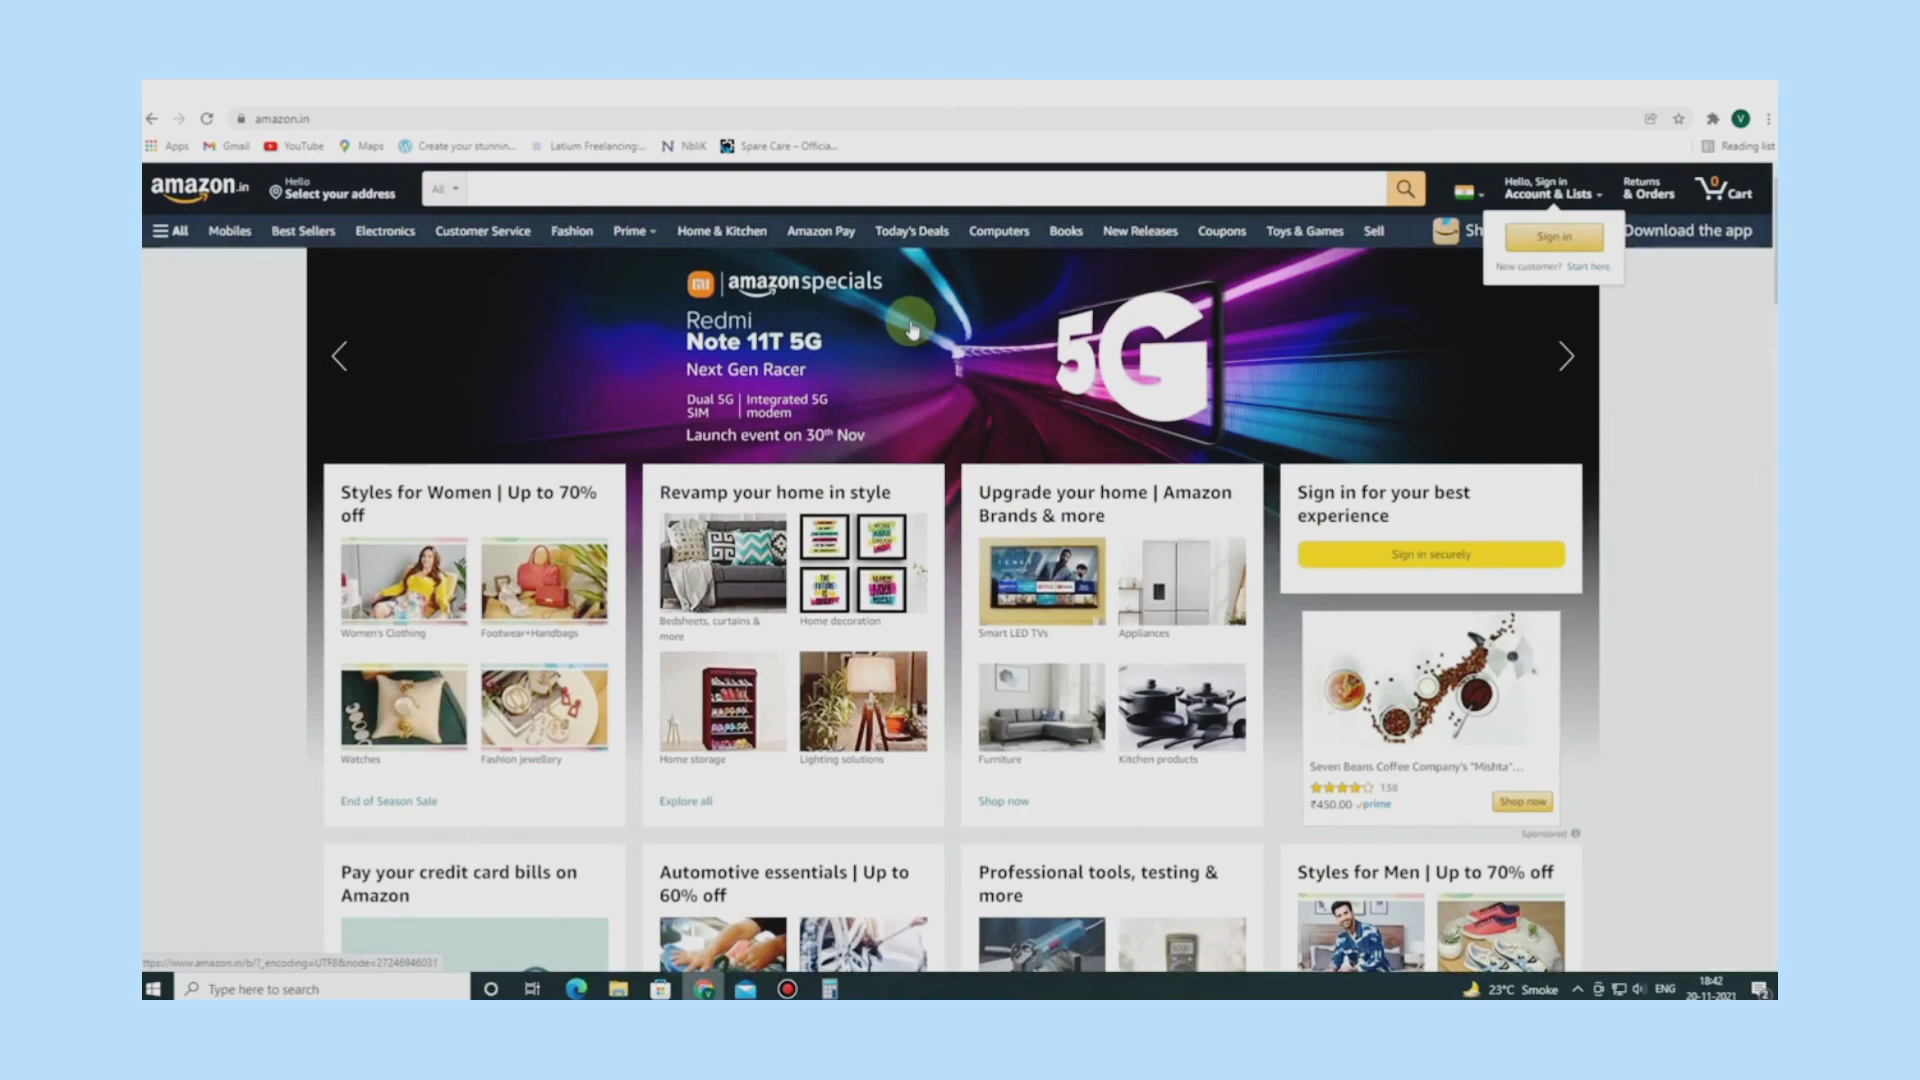 amazon.in
Apps Gmail YouTube Maps Create your stunnin... Latium Freelancing:... NbliK Spare Care – Officia... Reading list
amazon.in Hello Select your address All Hello, Sign in Account & Lists Returns & Orders 0 Cart
All Mobiles Best Sellers Electronics Customer Service Fashion Prime Home & Kitchen Amazon Pay Today's Deals Computers Books New Releases Coupons Toys & Games Sell Sh Download the app
Sign in
New customer? Start here.
mi | amazonspecials
Redmi
Note 11T 5G
Next Gen Racer
Dual 5G SIM | Integrated 5G modem
Launch event on 30th Nov
5G
Styles for Women | Up to 70% off
Women's Clothing Footwear+Handbags
Watches Fashion jewellery
End of Season Sale
Revamp your home in style
Bedsheets, curtains & more Home decoration
Home storage Lighting solutions
Explore all
Upgrade your home | Amazon Brands & more
Smart LED TVs Appliances
Furniture Kitchen products
Shop now
Sign in for your best experience
Sign in securely
Seven Beans Coffee Company's "Mishta"...
138
₹450.00 prime Shop now
Sponsored
Pay your credit card bills on Amazon
Automotive essentials | Up to 60% off
Professional tools, testing & more
Styles for Men | Up to 70% off
ttps://www.amazon.in/b/?_encoding=UTF8&node=27246946031
Type here to search 23°C Smoke ENG 18:42
20-11-2021